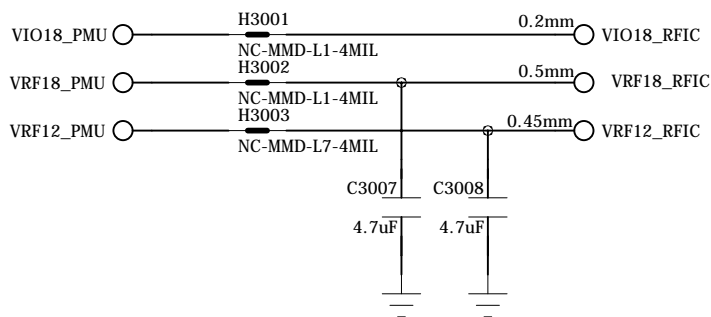 H3001
VIO18_PMU 0.2mm VIO18_RFIC
NC-MMD-L1-4MIL
H3002
VRF18_PMU 0.5mm VRF18_RFIC
NC-MMD-L1-4MIL
H3003
VRF12_PMU 0.45mm VRF12_RFIC
NC-MMD-L7-4MIL
C3007 C3008
4.7uF 4.7uF